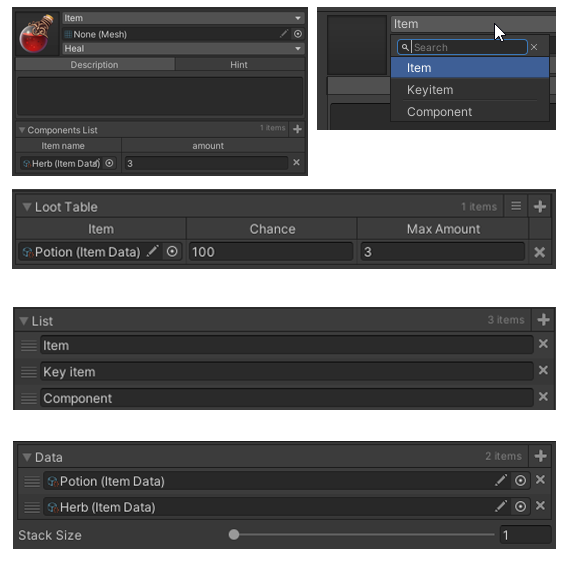 Item
None (Mesh)
Heal
Description Hint
Components List 1 items
Item name amount
Herb (Item Data) 3
Item
Search
Item
Keyitem
Component
Loot Table 1 items
Item Chance Max Amount
Potion (Item Data) 100 3
List 3 items
Item
Key item
Component
Data 2 items
Potion (Item Data)
Herb (Item Data)
Stack Size 1